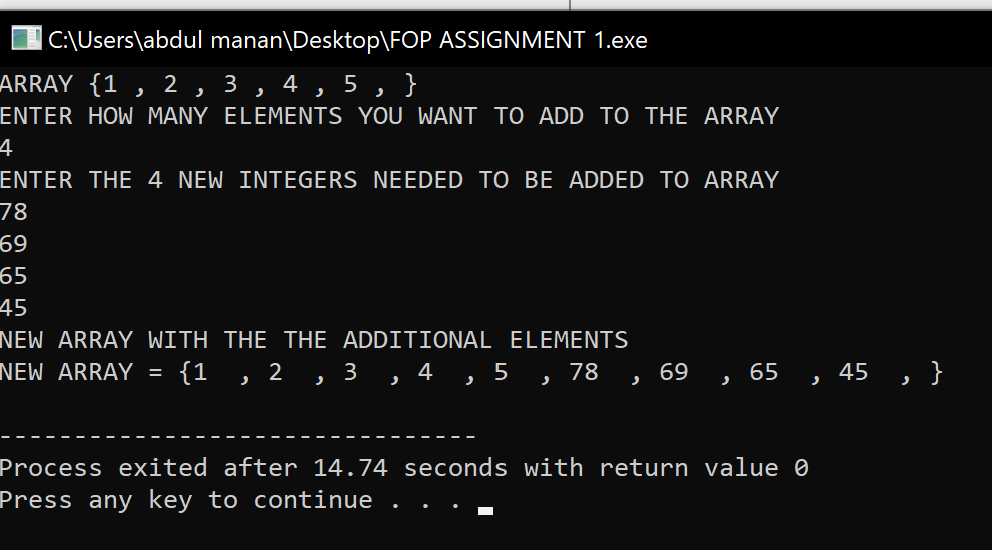 C:\Users\abdul manan\Desktop\FOP ASSIGNMENT 1.exe
ARRAY {1 , 2 , 3 , 4 , 5 , }
ENTER HOW MANY ELEMENTS YOU WANT TO ADD TO THE ARRAY
4
ENTER THE 4 NEW INTEGERS NEEDED TO BE ADDED TO ARRAY
78
69
65
45
NEW ARRAY WITH THE THE ADDITIONAL ELEMENTS
NEW ARRAY = {1  , 2  , 3  , 4  , 5  , 78  , 69  , 65  , 45  , }
--------------------------------
Process exited after 14.74 seconds with return value 0
Press any key to continue . . .